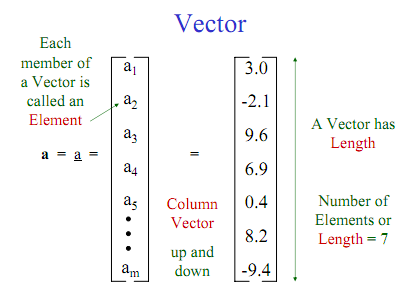 Vector
Each
member of
a Vector is
called an
Element
a = a =
a1
a2
a3
a4
a5
•
•
•
am
=
Column
Vector
up and
down
3.0
-2.1
9.6
6.9
0.4
8.2
-9.4
A Vector has
Length
Number of
Elements or
Length = 7